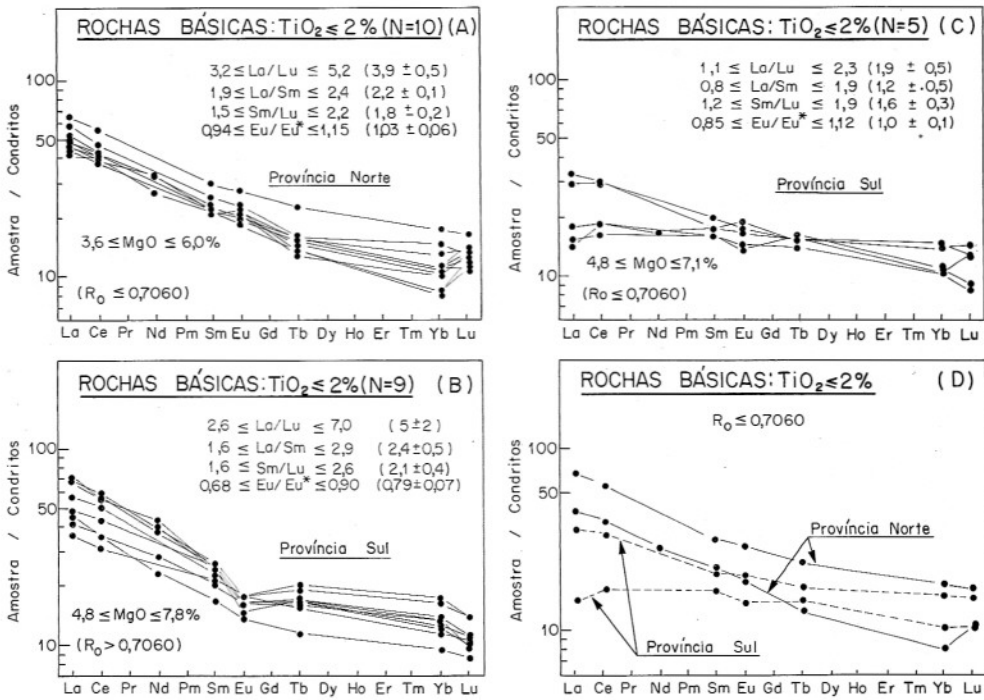 ROCHAS BÁSICAS: TiO₂ ≤ 2% (N=10) (A)
3,2 ≤ La/Lu ≤ 5,2 (3,9 ± 0,5)
1,9 ≤ La/Sm ≤ 2,4 (2,2 ± 0,1)
1,5 ≤ Sm/Lu ≤ 2,2 (1,8 ± 0,2)
0,94 ≤ Eu/Eu* ≤ 1,15 (1,03 ± 0,06)
Província Norte
3,6 ≤ MgO ≤ 6,0%
(R₀ ≤ 0,7060)
Amostra / Condritos
100
50
10
La Ce Pr Nd Pm Sm Eu Gd Tb Dy Ho Er Tm Yb Lu
ROCHAS BÁSICAS: TiO₂ ≤ 2% (N=5) (C)
1,1 ≤ La/Lu ≤ 2,3 (1,9 ± 0,5)
0,8 ≤ La/Sm ≤ 1,9 (1,2 ± 0,5)
1,2 ≤ Sm/Lu ≤ 1,9 (1,6 ± 0,3)
0,85 ≤ Eu/Eu* ≤ 1,12 (1,0 ± 0,1)
Província Sul
4,8 ≤ MgO ≤ 7,1%
(Ro ≤ 0,7060)
Amostra / Condritos
100
50
10
La Ce Pr Nd Pm Sm Eu Gd Tb Dy Ho Er Tm Yb Lu
ROCHAS BÁSICAS: TiO₂ ≤ 2% (N=9) (B)
2,6 ≤ La/Lu ≤ 7,0 (5 ± 2)
1,6 ≤ La/Sm ≤ 2,9 (2,4 ± 0,5)
1,6 ≤ Sm/Lu ≤ 2,6 (2,1 ± 0,4)
0,68 ≤ Eu/Eu* ≤ 0,90 (0,79 ± 0,07)
Província Sul
4,8 ≤ MgO ≤ 7,8%
(R₀ > 0,7060)
Amostra / Condritos
100
50
10
La Ce Pr Nd Pm Sm Eu Gd Tb Dy Ho Er Tm Yb Lu
ROCHAS BÁSICAS: TiO₂ ≤ 2% (D)
R₀ ≤ 0,7060
Província Norte
Província Sul
Amostra / Condritos
100
50
10
La Ce Pr Nd Pm Sm Eu Gd Tb Dy Ho Er Tm Yb Lu